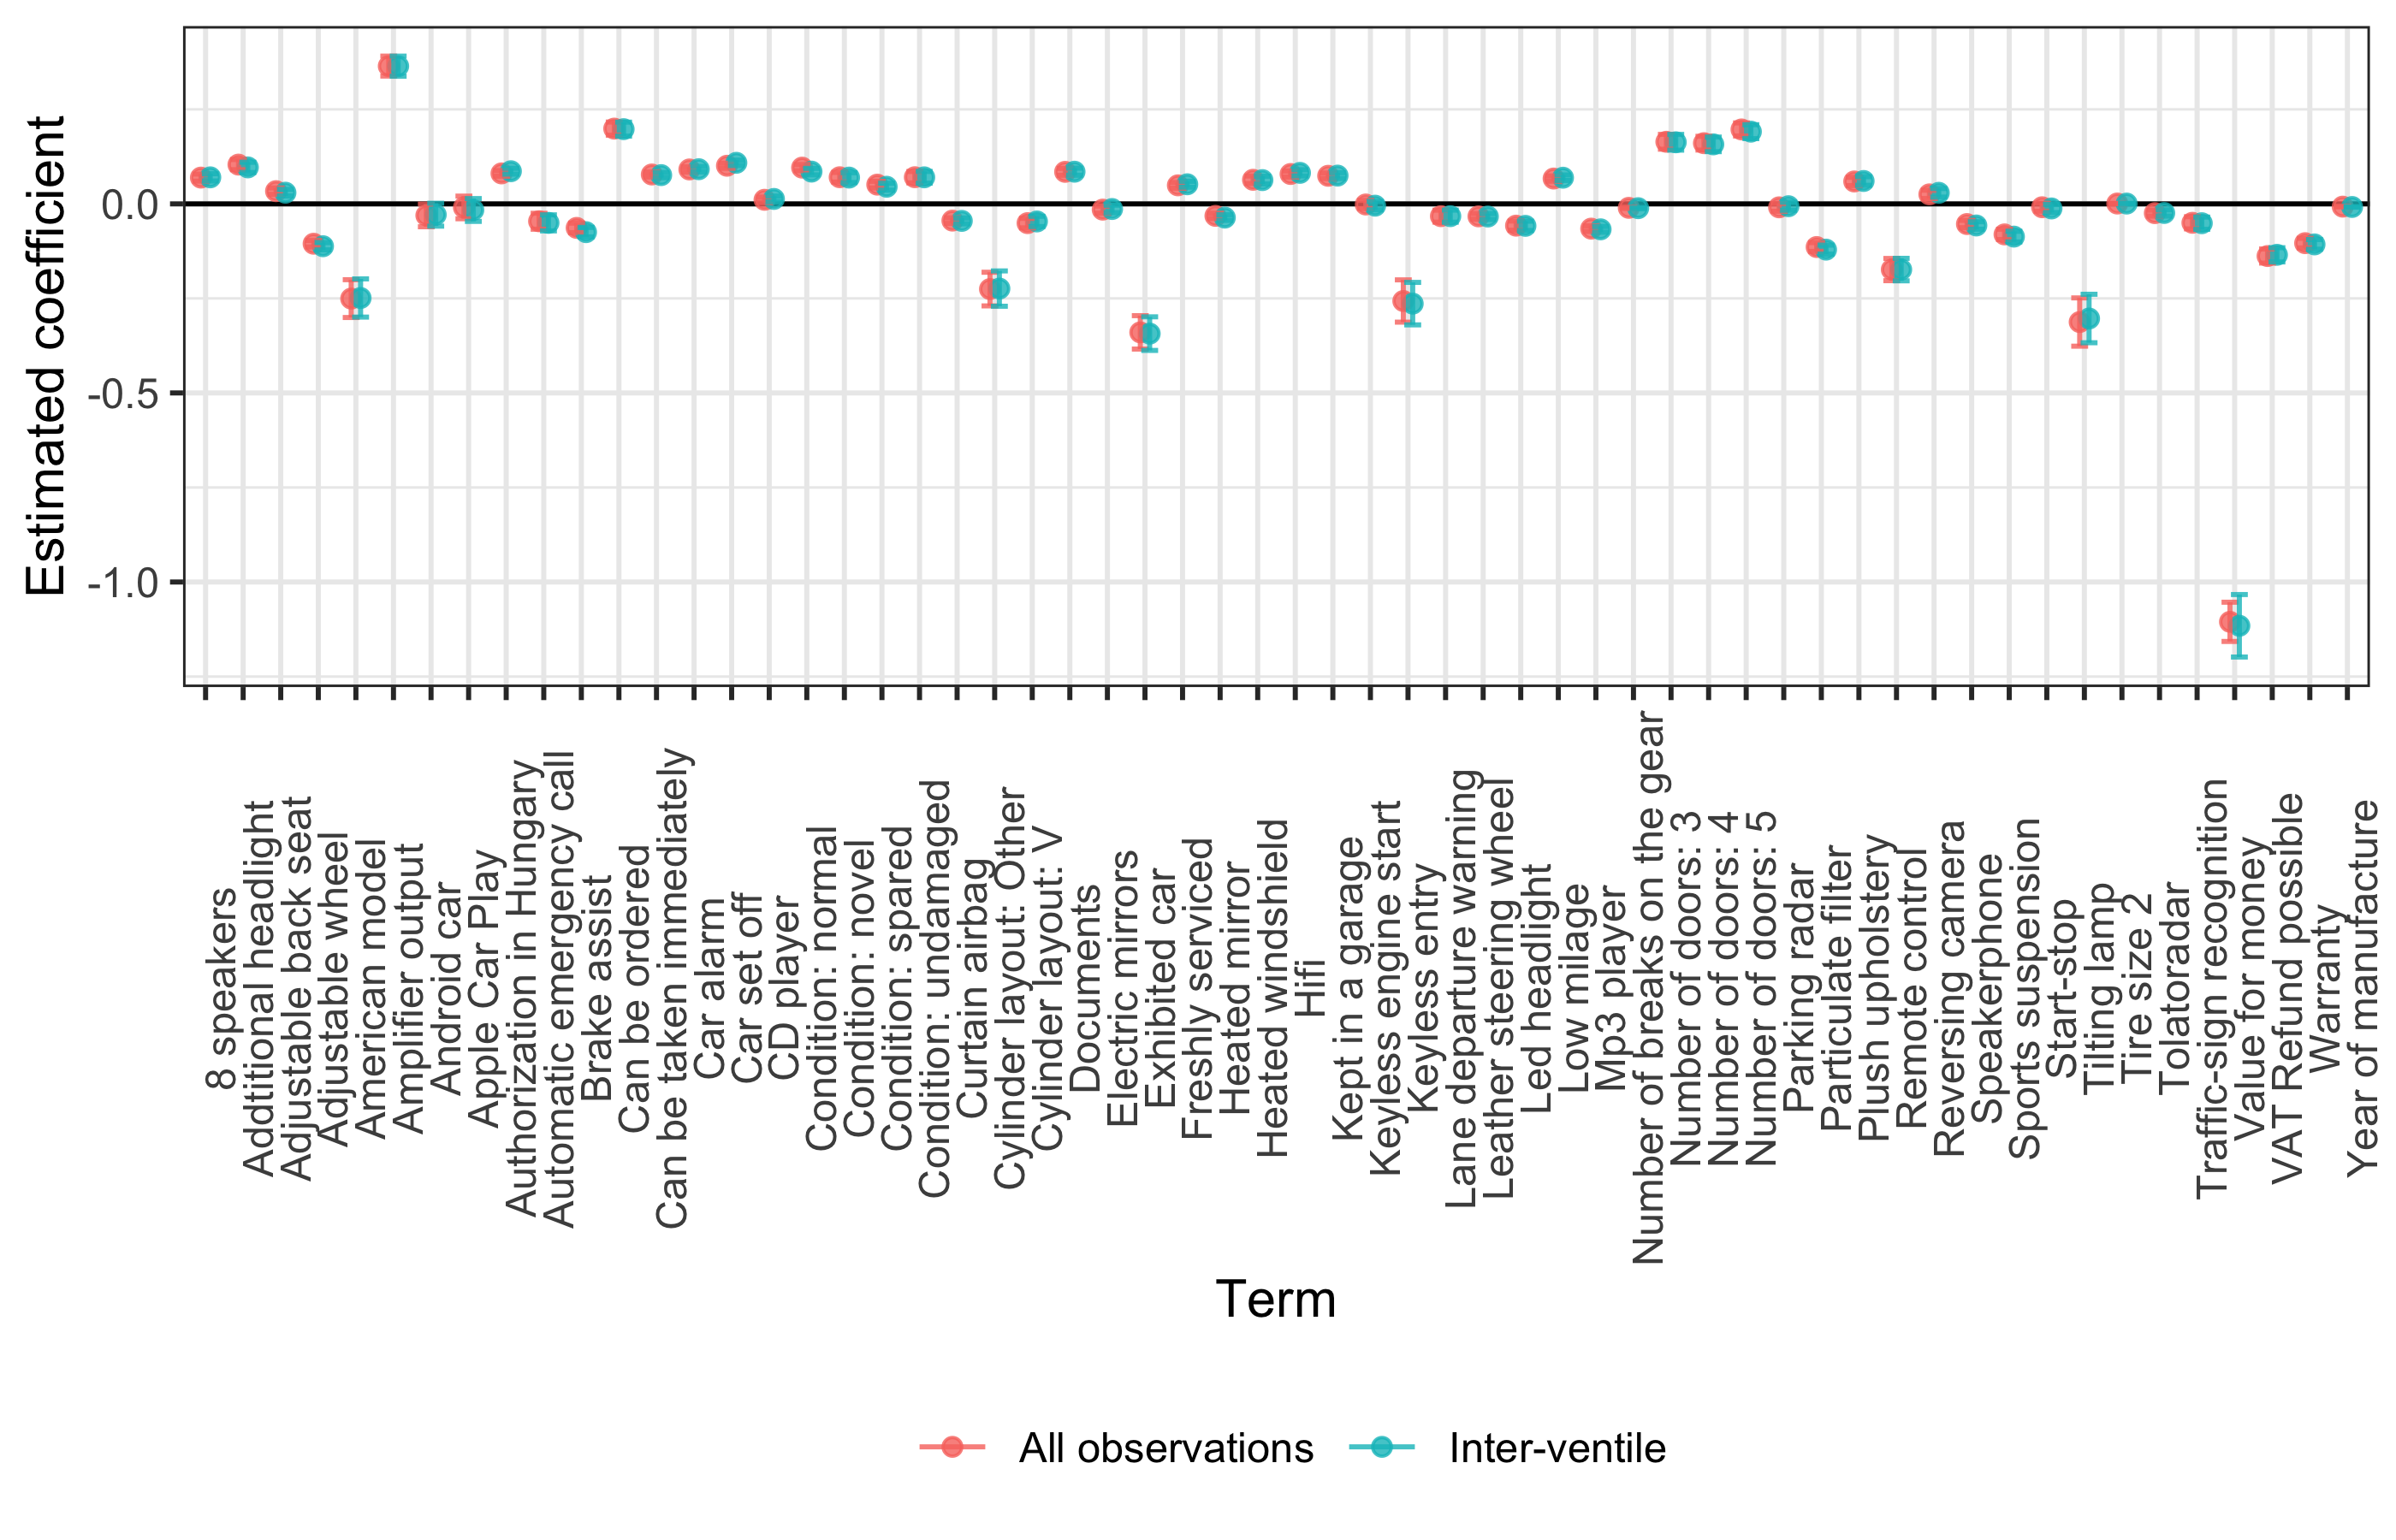 Estimated coefficient
0.0
-0.5
-1.0
8 speakers
Addtitional headlight
Adjustable back seat
Adjustable wheel
American model
Amplifier output
Android car
Apple Car Play
Authorization in Hungary
Automatic emergency call
Brake assist
Can be ordered
Can be taken immediately
Car alarm
Car set off
CD player
Condition: normal
Condition: novel
Condition: spared
Condition: undamaged
Curtain airbag
Cylinder layout: Other
Cylinder layout: V
Documents
Electric mirrors
Exhibited car
Freshly serviced
Heated mirror
Heated windshield
Hifi
Kept in a garage
Keyless engine start
Keyless entry
Lane departure warning
Leather steering wheel
Led headlight
Low milage
Mp3 player
Number of breaks on the gear
Number of doors: 3
Number of doors: 4
Number of doors: 5
Parking radar
Particulate filter
Plush upholstery
Remote control
Reversing camera
Speakerphone
Sports suspension
Start-stop
Tilting lamp
Tire size 2
Tolatoradar
Traffic-sign recognition
Value for money
VAT Refund possible
Warranty
Year of manufacture
Term
All observations
Inter-ventile